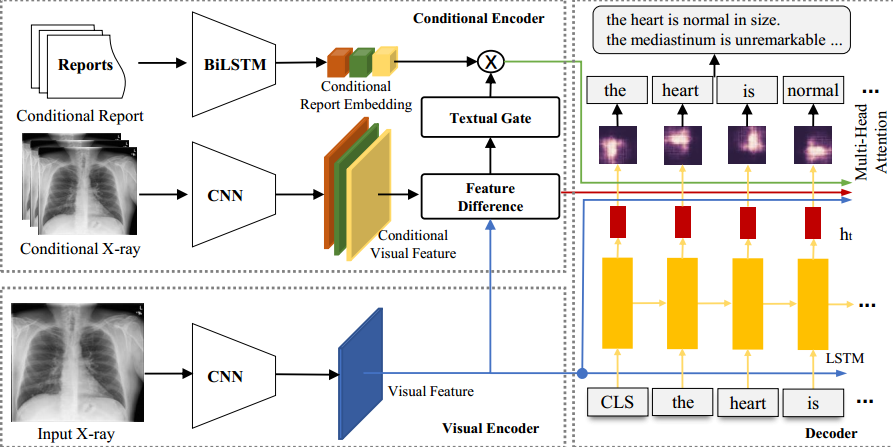 Conditional Encoder
Reports
BiLSTM
Conditional
Report Embedding
X
Conditional Report
Textual Gate
CNN
Feature
Difference
Conditional
Visual Feature
Conditional X-ray
CNN
Visual Feature
Input X-ray
Visual Encoder
the heart is normal in size.
the mediastinum is unremarkable ...
the heart is normal ...
Multi-Head
Attention
ht
...
LSTM
CLS the heart is ...
Decoder